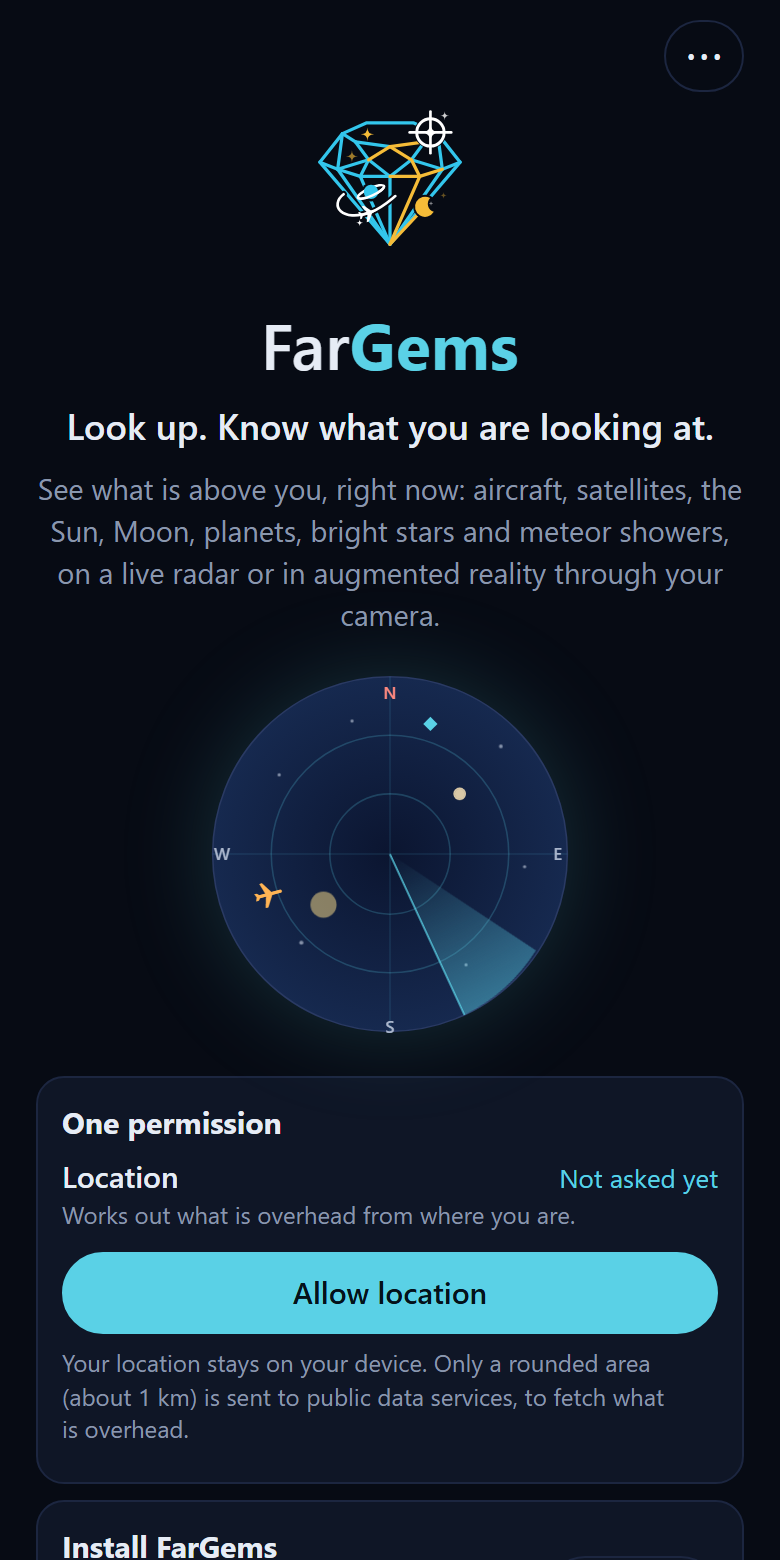 FarGems
Look up. Know what you are looking at.
See what is above you, right now: aircraft, satellites, the
Sun, Moon, planets, bright stars and meteor showers,
on a live radar or in augmented reality through your
camera.
N
W
E
S
One permission
Location
Not asked yet
Works out what is overhead from where you are.
Allow location
Your location stays on your device. Only a rounded area
(about 1 km) is sent to public data services, to fetch what
is overhead.
Install FarGems